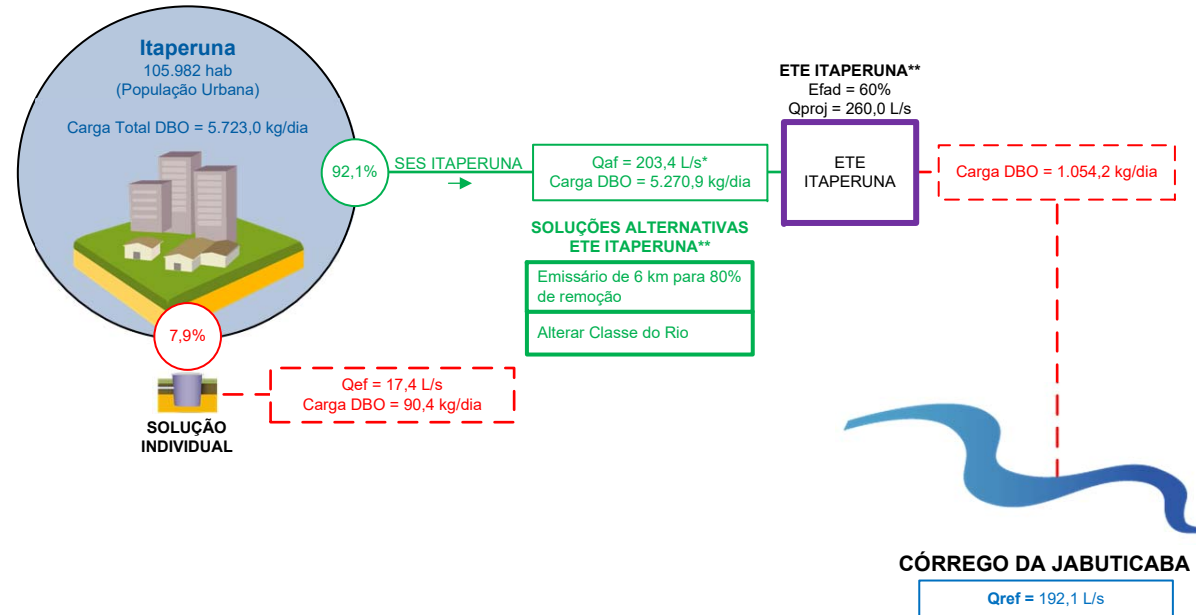 Itaperuna
105.982 hab
(População Urbana)
Carga Total DBO = 5.723,0 kg/dia
92,1%
SES ITAPERUNA
Qaf = 203,4 L/s*
Carga DBO = 5.270,9 kg/dia
ETE ITAPERUNA**
Efad = 60%
Qproj = 260,0 L/s
ETE
ITAPERUNA
Carga DBO = 1.054,2 kg/dia
SOLUÇÕES ALTERNATIVAS
ETE ITAPERUNA**
Emissário de 6 km para 80%
de remoção
Alterar Classe do Rio
7,9%
SOLUÇÃO
INDIVIDUAL
Qef = 17,4 L/s
Carga DBO = 90,4 kg/dia
CÓRREGO DA JABUTICABA
Qref = 192,1 L/s